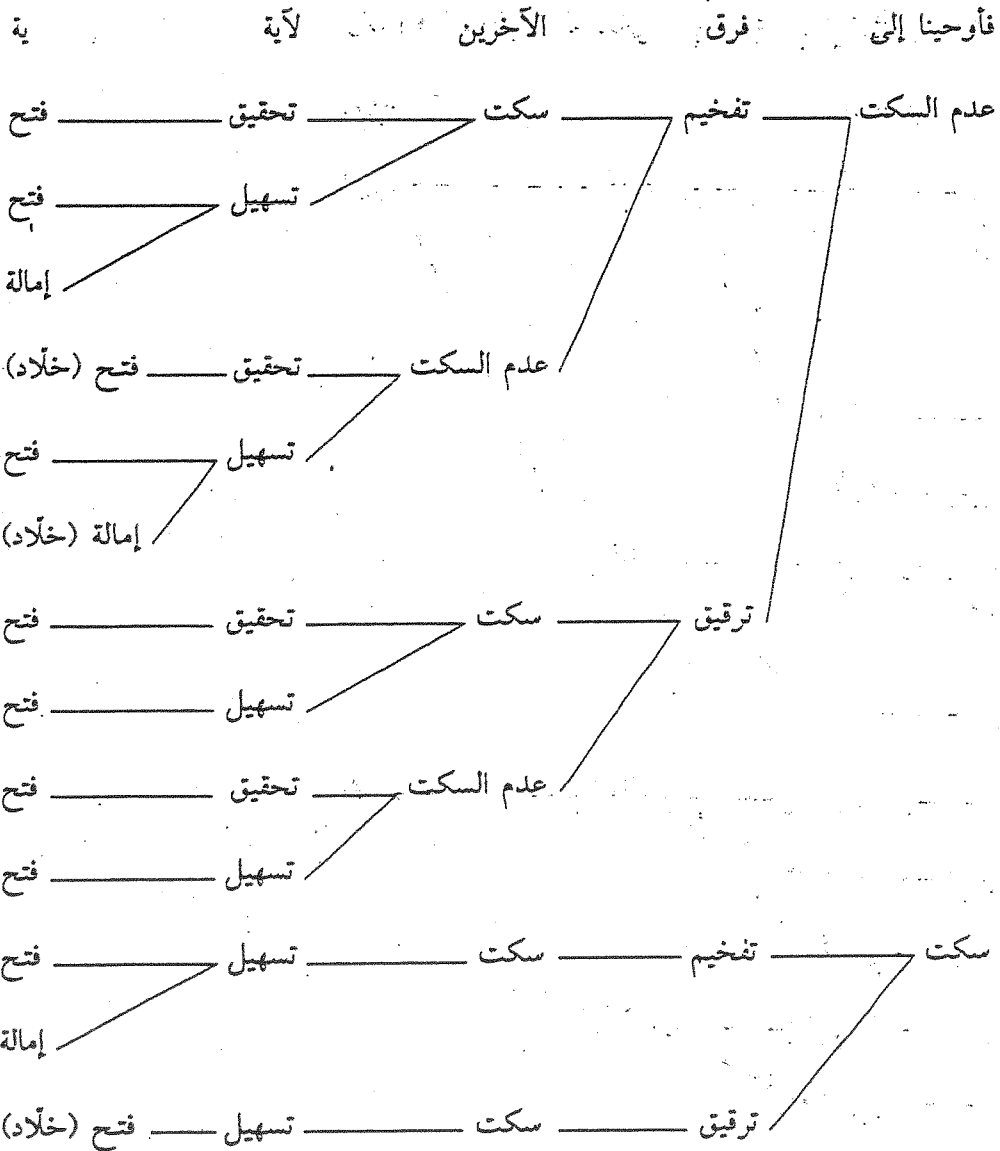 فأوحينا إلى فرق الآخرين لآية ية
عدم السكت تفخيم سكت تحقيق فتح
تسهيل فتح
إمالة
عدم السكت تحقيق فتح (خلّاد)
تسهيل فتح
إمالة (خلّاد)
ترقيق سكت تحقيق فتح
تسهيل فتح
عدم السكت تحقيق فتح
تسهيل فتح
سكت تفخيم سكت تسهيل فتح
إمالة
ترقيق سكت تسهيل فتح (خلّاد)